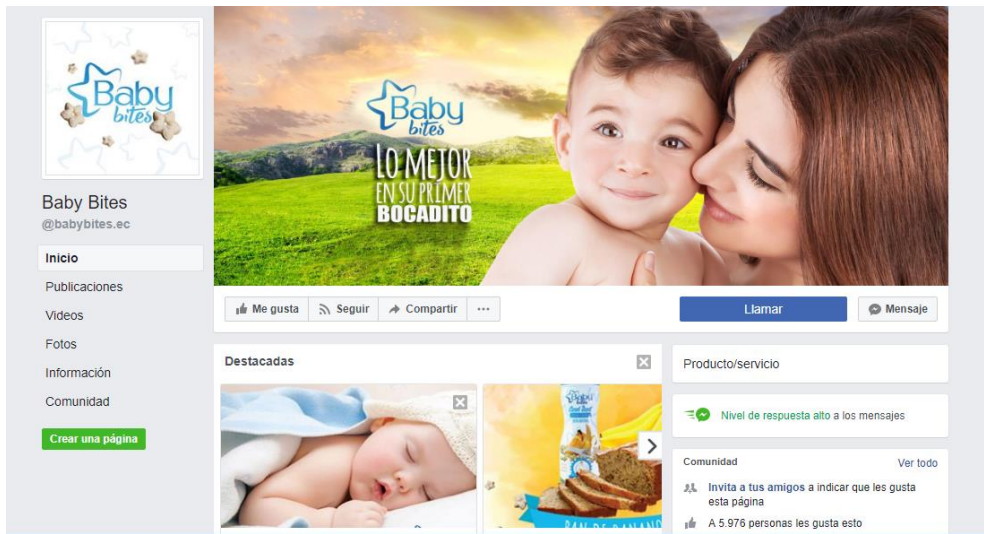 Baby
bites
Baby Bites
@babybites.ec
Inicio
Publicaciones
Videos
Fotos
Información
Comunidad
Crear una página
Baby
bites
LO MEJOR
EN SU PRIMER
BOCADITO
Me gusta
Seguir
Compartir
Llamar
Mensaje
Destacadas
Baby
PAN DE BANANO
Producto/servicio
Nivel de respuesta alto a los mensajes
Comunidad
Ver todo
Invita a tus amigos a indicar que les gusta
esta página
A 5.976 personas les gusta esto